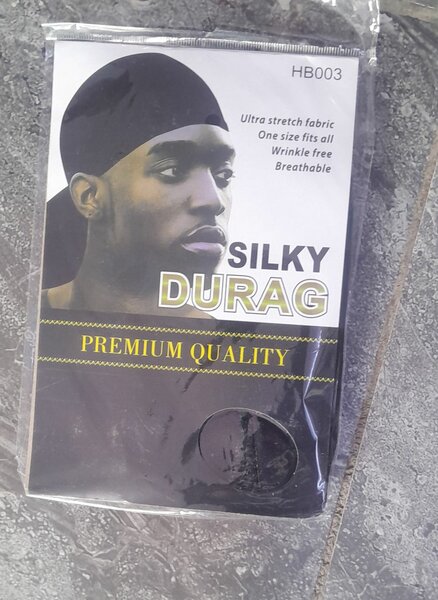 HB003
Ultra stretch fabric
One size fits all
Wrinkle free
Breathable
SILKY
DURAG
PREMIUM QUALITY